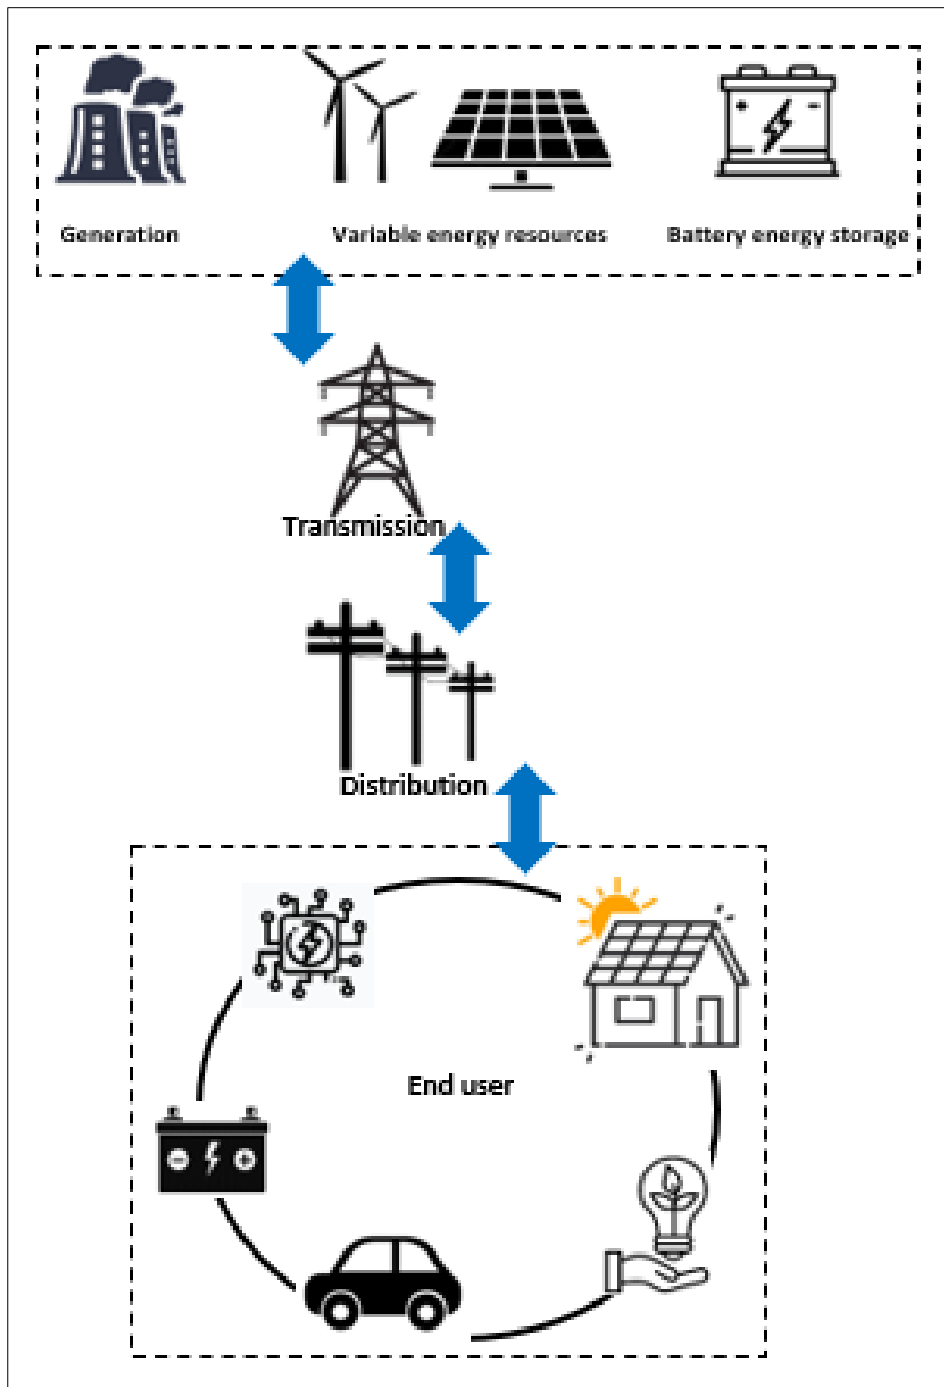 Generation
Variable energy resources
Battery energy storage
Transmission
Distribution
End user